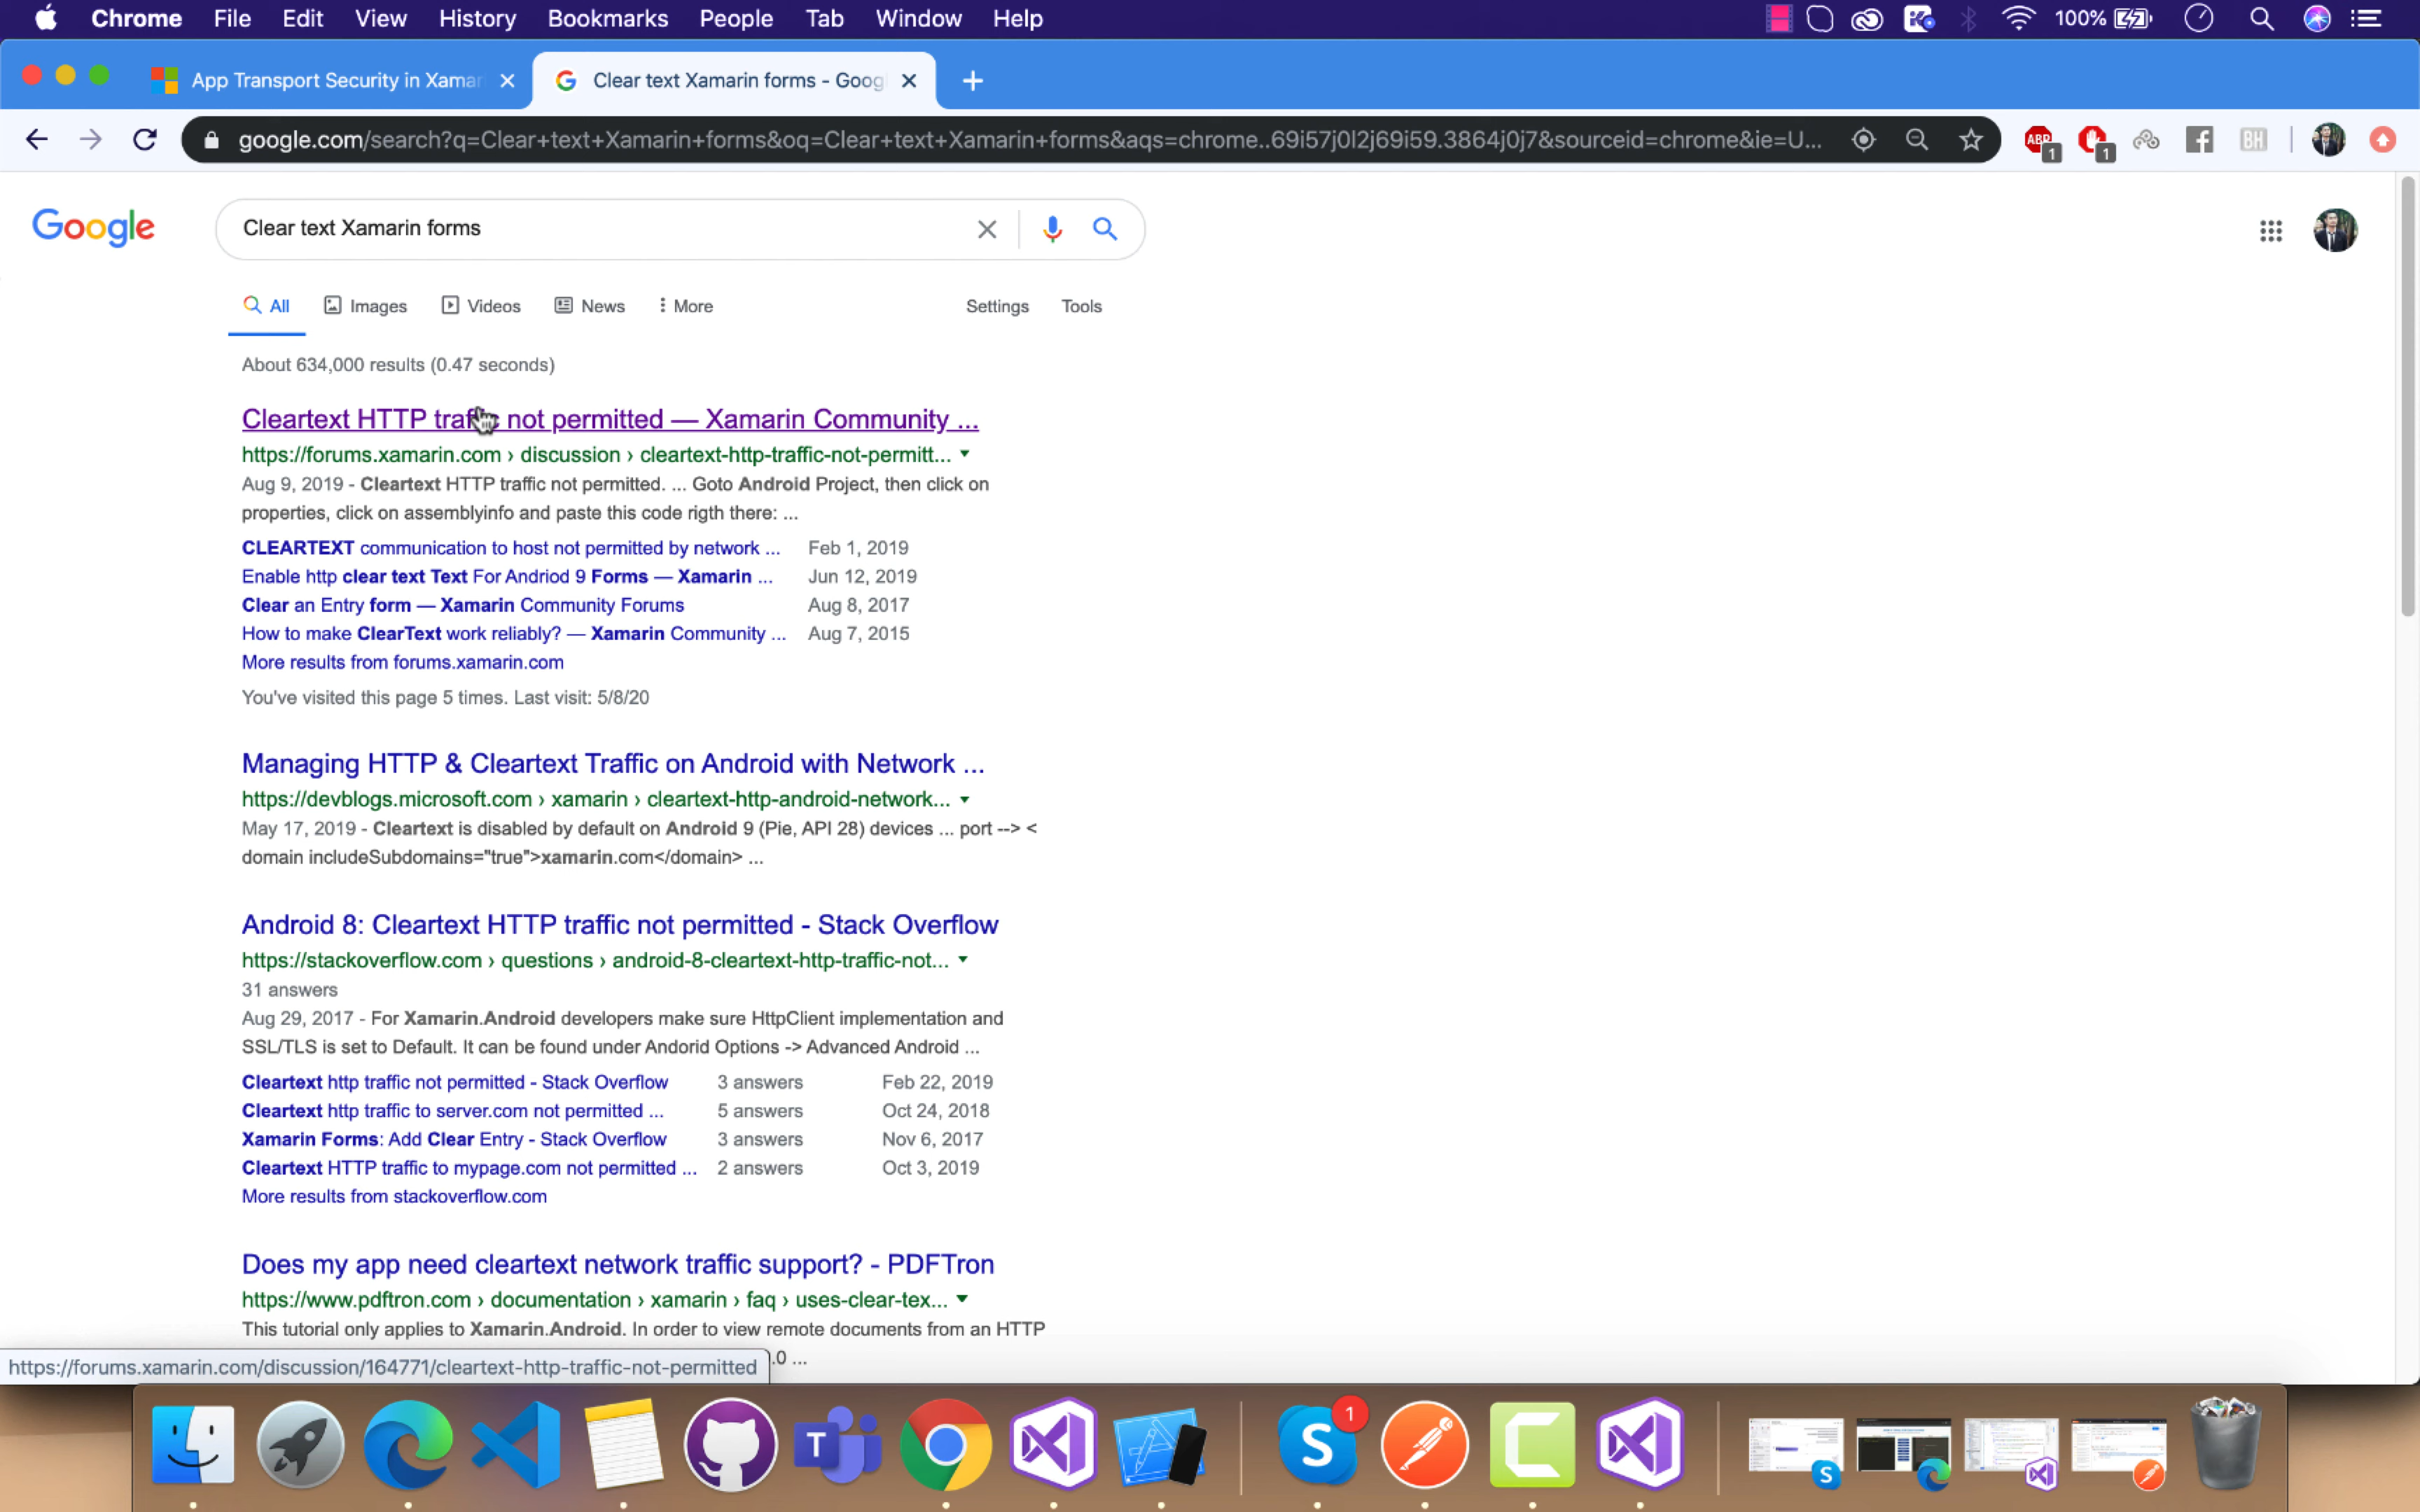 Chrome File Edit View History Bookmarks People Tab Window Help 100%
App Transport Security in Xamar
Clear text Xamarin forms - Goog
google.com/search?q=Clear+text+Xamarin+forms&oq=Clear+text+Xamarin+forms&aqs=chrome..69i57j0l2j69i59.3864j0j7&sourceid=chrome&ie=U...
ABP 1 1 BH
Google
Clear text Xamarin forms
All Images Videos News More Settings Tools
About 634,000 results (0.47 seconds)
Cleartext HTTP traffic not permitted — Xamarin Community ...
https://forums.xamarin.com › discussion › cleartext-http-traffic-not-permitt...
Aug 9, 2019 - Cleartext HTTP traffic not permitted. ... Goto Android Project, then click on
properties, click on assemblyinfo and paste this code rigth there: ...
CLEARTEXT communication to host not permitted by network ... Feb 1, 2019
Enable http clear text Text For Andriod 9 Forms — Xamarin ... Jun 12, 2019
Clear an Entry form — Xamarin Community Forums Aug 8, 2017
How to make ClearText work reliably? — Xamarin Community ... Aug 7, 2015
More results from forums.xamarin.com
You've visited this page 5 times. Last visit: 5/8/20
Managing HTTP & Cleartext Traffic on Android with Network ...
https://devblogs.microsoft.com › xamarin › cleartext-http-android-network...
May 17, 2019 - Cleartext is disabled by default on Android 9 (Pie, API 28) devices ... port --> <
domain includeSubdomains="true">xamarin.com</domain> ...
Android 8: Cleartext HTTP traffic not permitted - Stack Overflow
https://stackoverflow.com › questions › android-8-cleartext-http-traffic-not...
31 answers
Aug 29, 2017 - For Xamarin.Android developers make sure HttpClient implementation and
SSL/TLS is set to Default. It can be found under Andorid Options -> Advanced Android ...
Cleartext http traffic not permitted - Stack Overflow 3 answers Feb 22, 2019
Cleartext http traffic to server.com not permitted ... 5 answers Oct 24, 2018
Xamarin Forms: Add Clear Entry - Stack Overflow 3 answers Nov 6, 2017
Cleartext HTTP traffic to mypage.com not permitted ... 2 answers Oct 3, 2019
More results from stackoverflow.com
Does my app need cleartext network traffic support? - PDFTron
https://www.pdftron.com › documentation › xamarin › faq › uses-clear-tex...
This tutorial only applies to Xamarin.Android. In order to view remote documents from an HTTP
.0 ...
https://forums.xamarin.com/discussion/164771/cleartext-http-traffic-not-permitted
1